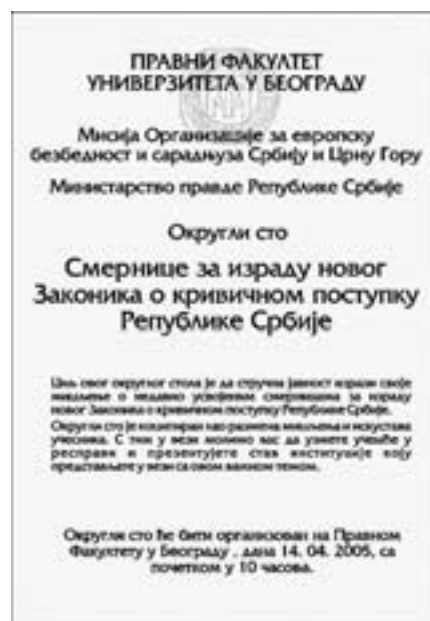 ПРАВНИ ФАКУЛТЕТ
УНИВЕРЗИТЕТА У БЕОГРАДУ
Мисија Организације за европску
безбедност и сарадњуза Србију и Црну Гору
Министарство правде Републике Србије
Округли сто
Смернице за израду новог
Законика о кривичном поступку
Републике Србије
Циљ овог округлог стола је да стручна јавност изрази своје
мишљење о недавно усвојеним смерницама за израду
новог Законика о кривичном поступку Републике Србије.
Округли сто је конципиран као размена мишљења и искустава
учесника. С тим у вези молимо вас да узмете учешће у
расправи и презентујете став институције коју
представљате у вези са овом важном темом.
Округли сто ће бити организован на Правном
Факултету у Београду , дана 14. 04. 2005, са
почетком у 10 часова.